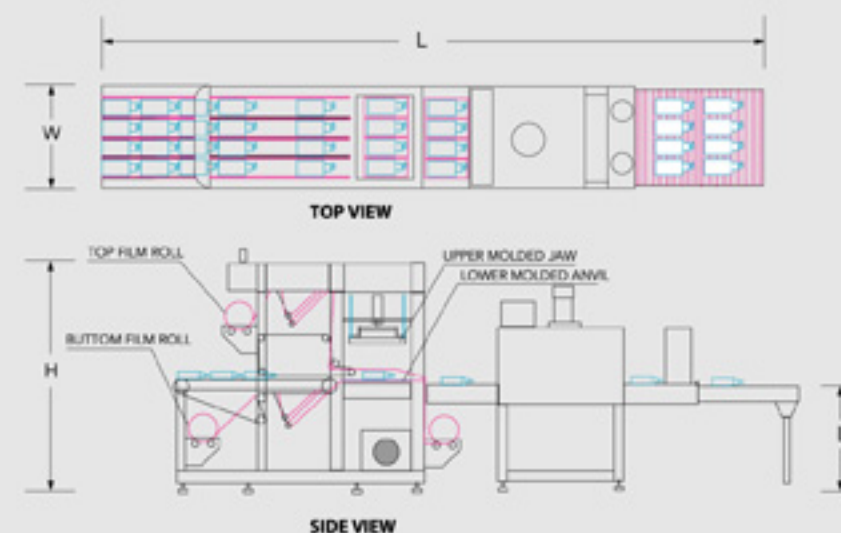 L
W
TOP VIEW
TOP FILM ROLL
UPPER MOLDED JAW
LOWER MOLDED ANVIL
BUTTOM FILM ROLL
H
SIDE VIEW